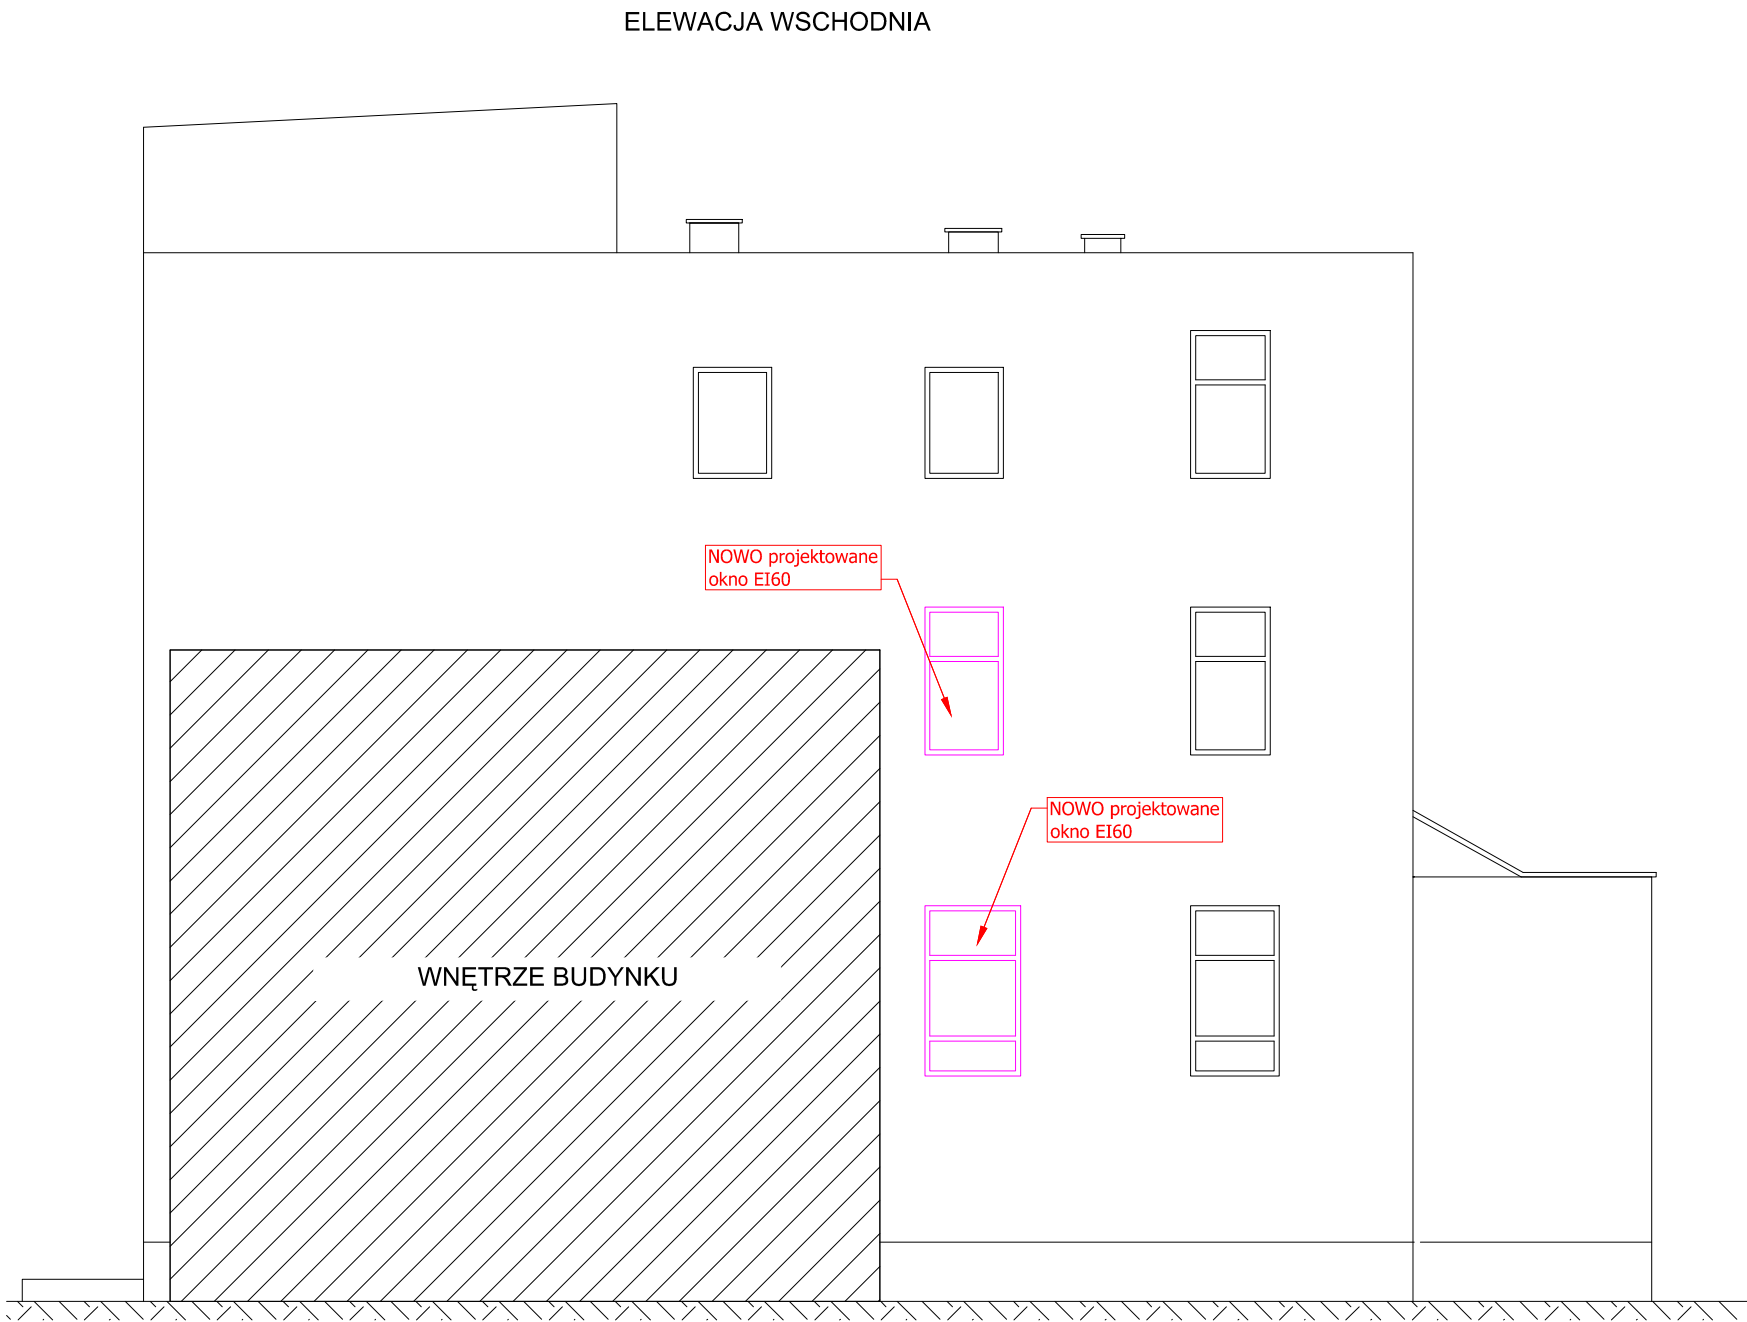 ELEWACJA WSCHODNIA
NOWO projektowane
okno EI60
NOWO projektowane
okno EI60
WNĘTRZE BUDYNKU